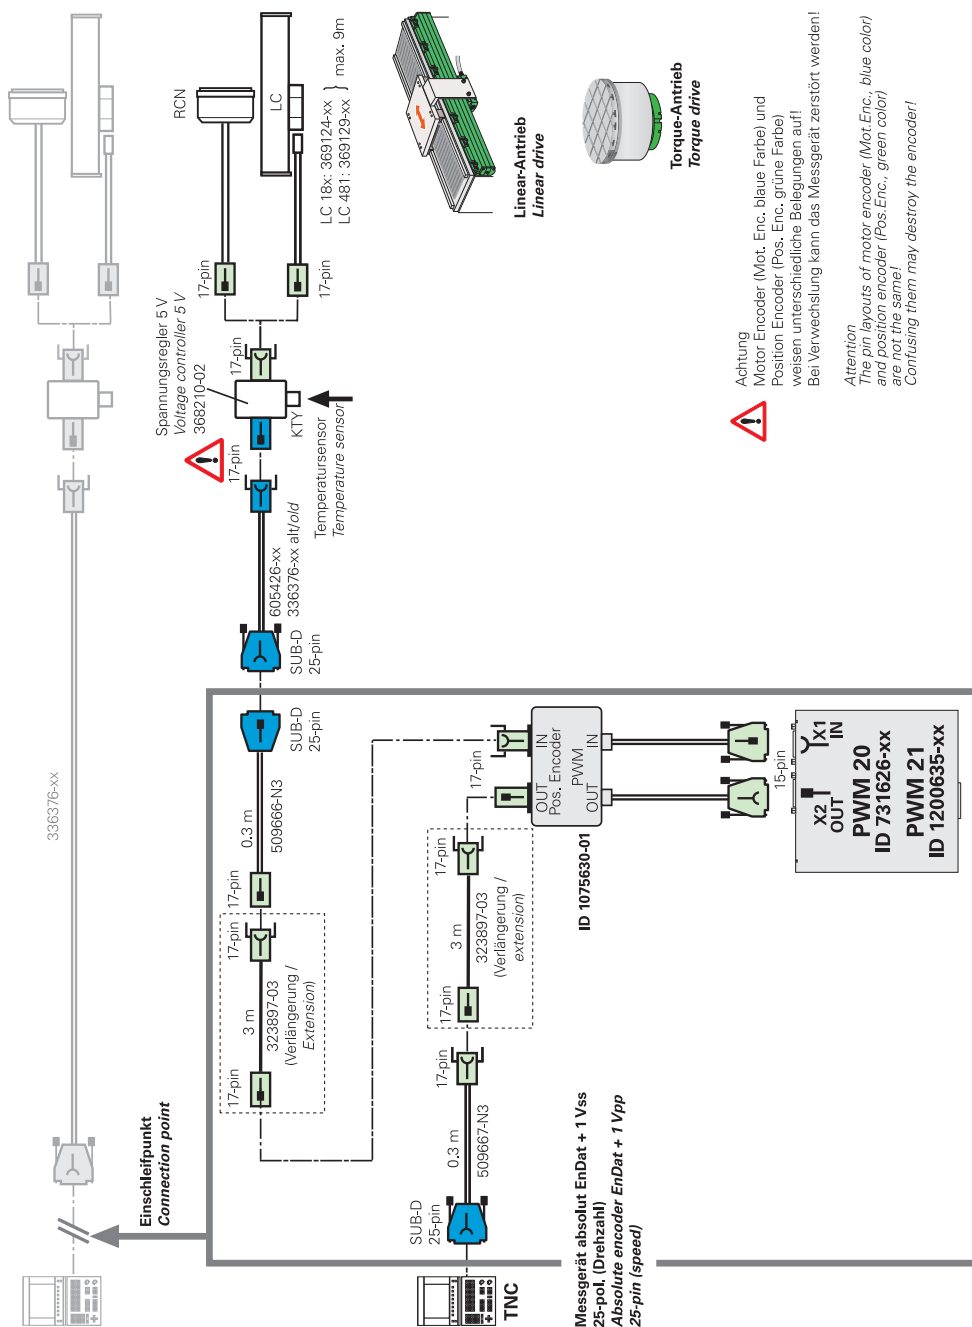 336376-xx
Einschleifpunkt
Connection point
RCN
LC
LC 18x: 369124-xx
LC 481: 369129-xx
} max. 9m
17-pin
17-pin
Spannungsregler 5 V
Voltage controller 5 V
368210-02
17-pin
17-pin
KTY
Temperatursensor
Temperature sensor
605426-xx
336376-xx alt/old
SUB-D
25-pin
SUB-D
25-pin
0.3 m
509666-N3
17-pin
17-pin
3 m
323897-03
(Verlängerung /
Extension)
17-pin
Linear-Antrieb
Linear drive
Torque-Antrieb
Torque drive
TNC
SUB-D
25-pin
0.3 m
509667-N3
17-pin
17-pin
3 m
323897-03
(Verlängerung /
extension)
17-pin
17-pin
OUT IN
Pos. Encoder
PWM
OUT IN
ID 1075630-01
15-pin
X2 X1
OUT IN
PWM 20
ID 731626-xx
PWM 21
ID 1200635-xx
Messgerät absolut EnDat + 1 Vss
25-pol. (Drehzahl)
Absolute encoder EnDat + 1 Vpp
25-pin (speed)
Achtung
Motor Encoder (Mot. Enc. blaue Farbe) und
Position Encoder (Pos. Enc. grüne Farbe)
weisen unterschiedliche Belegungen auf!
Bei Verwechslung kann das Messgerät zerstört werden!
Attention
The pin layouts of motor encoder (Mot.Enc., blue color)
and position encoder (Pos.Enc., green color)
are not the same!
Confusing them may destroy the encoder!